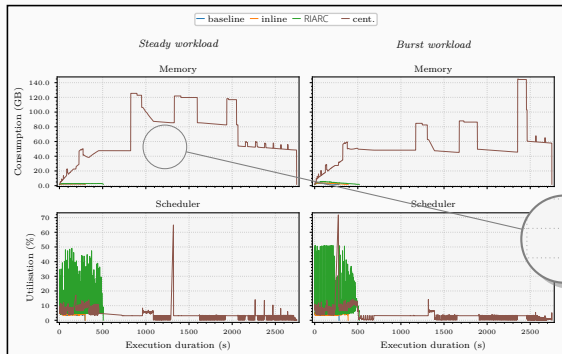 baseline inline RIARC cent.
Steady workload Burst workload
Memory Memory
Consumption (GB)
140.0
120.0
100.0
80.0
60.0
40.0
20.0
0.0
Scheduler Scheduler
Utilisation (%)
70
60
50
40
30
20
10
0
0 500 1000 1500 2000 2500 0 500 1000 1500 2000 2500
Execution duration (s) Execution duration (s)